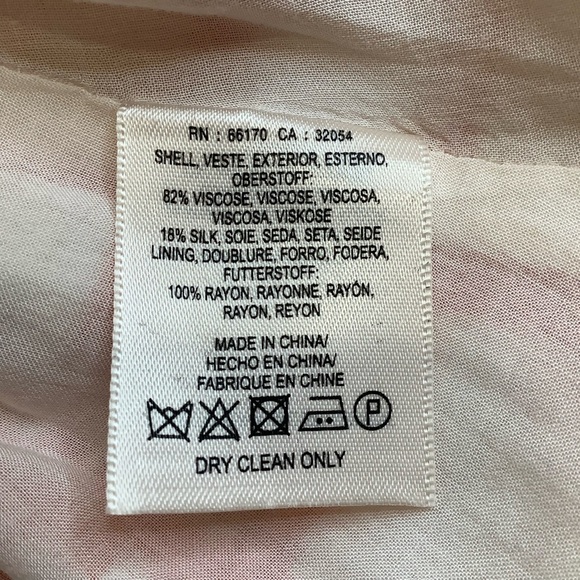 RN : 66170 CA : 32054
SHELL, VESTE, EXTERIOR, ESTERNO,
OBERSTOFF:
82% VISCOSE, VISCOSE, VISCOSA,
VISCOSA, VISKOSE
18% SILK, SOIE, SEDA, SETA, SEIDE
LINING, DOUBLURE, FORRO, FODERA,
FUTTERSTOFF:
100% RAYON, RAYONNE, RAYÓN,
RAYON, REYON
MADE IN CHINA/
HECHO EN CHINA/
FABRIQUE EN CHINE
P
DRY CLEAN ONLY